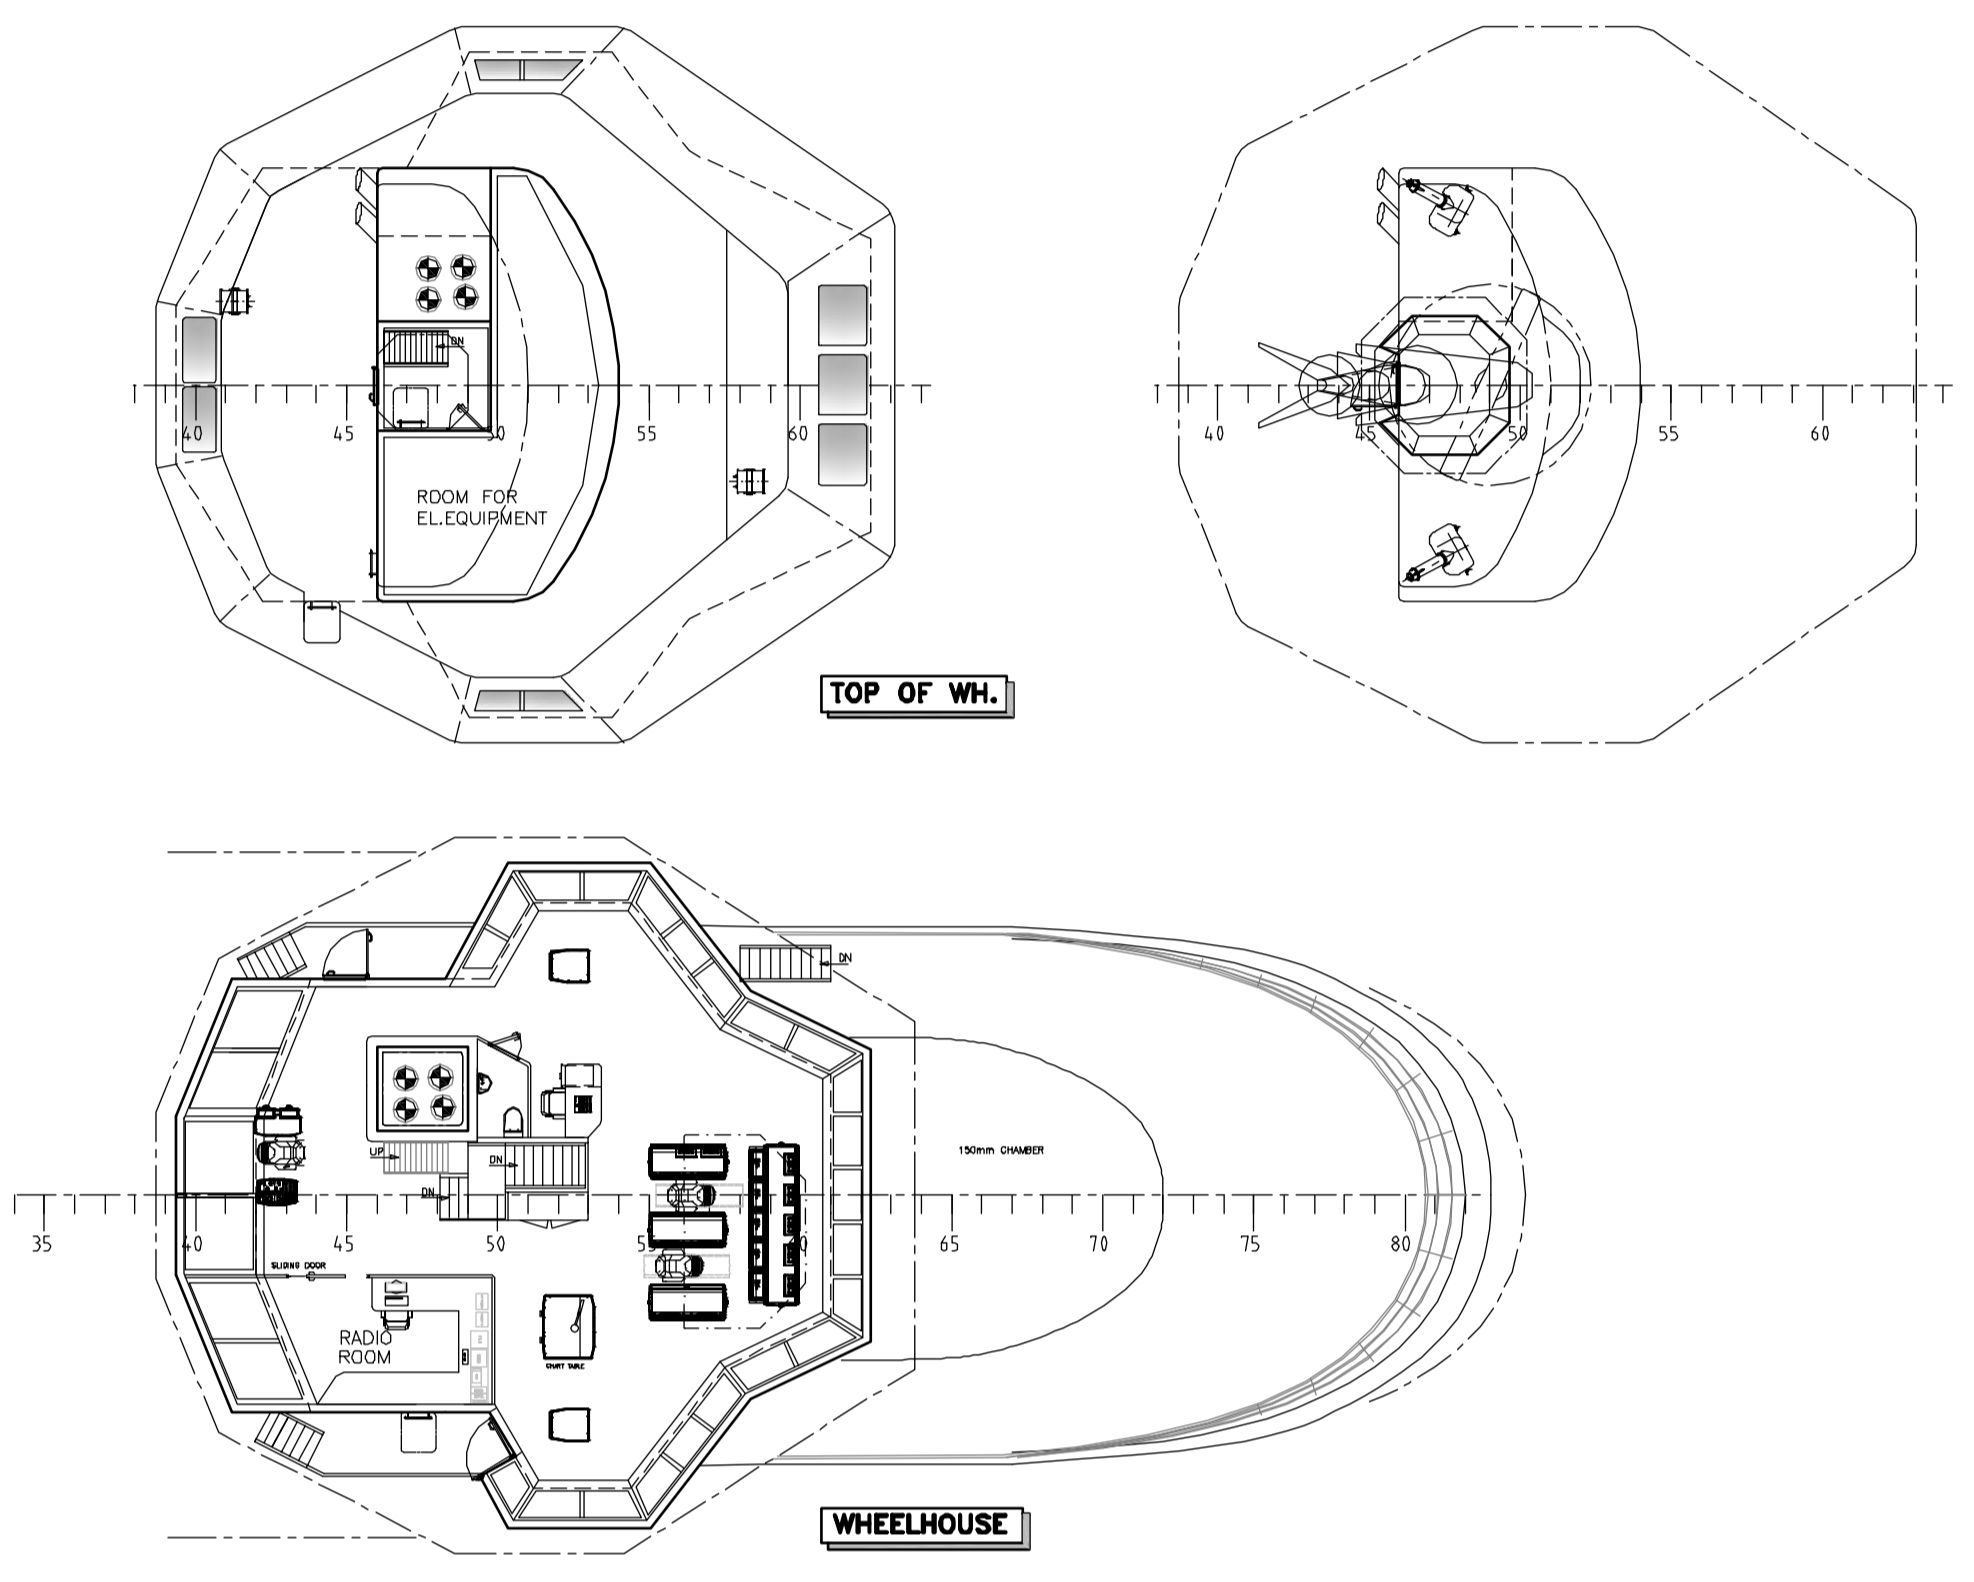 DN
40
45
50
55
60
40
45
50
55
60
ROOM FOR
EL.EQUIPMENT
TOP OF WH.
DN
UP
DN
DN
150mm CHAMBER
35
40
45
50
55
60
65
70
75
80
SLIDING DOOR
RADIO
ROOM
CHART TABLE
WHEELHOUSE